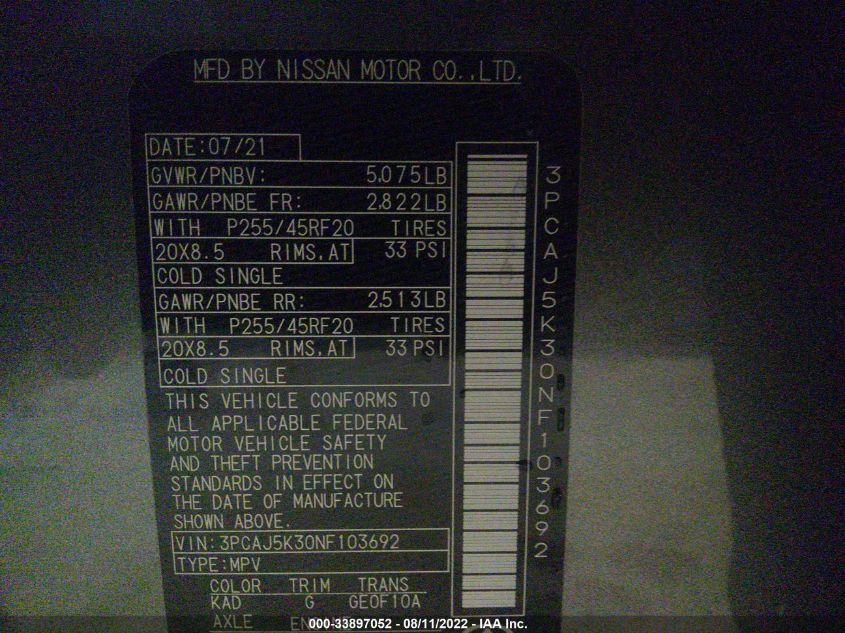 MFD BY NISSAN MOTOR CO.,LTD.
DATE:07/21
GVWR/PNBV: 5,075LB
GAWR/PNBE FR: 2,822LB
WITH P255/45RF20 TIRES
20X8.5 RIMS,AT 33 PSI
COLD SINGLE
GAWR/PNBE RR: 2,513LB
WITH P255/45RF20 TIRES
20X8.5 RIMS,AT 33 PSI
COLD SINGLE
THIS VEHICLE CONFORMS TO
ALL APPLICABLE FEDERAL
MOTOR VEHICLE SAFETY
AND THEFT PREVENTION
STANDARDS IN EFFECT ON
THE DATE OF MANUFACTURE
SHOWN ABOVE.
VIN:3PCAJ5K30NF103692
TYPE:MPV
COLOR TRIM TRANS
KAD G GE0F10A
AXLE
3PCAJ5K30NF103692
000-33897052 - 08/11/2022 - IAA Inc.